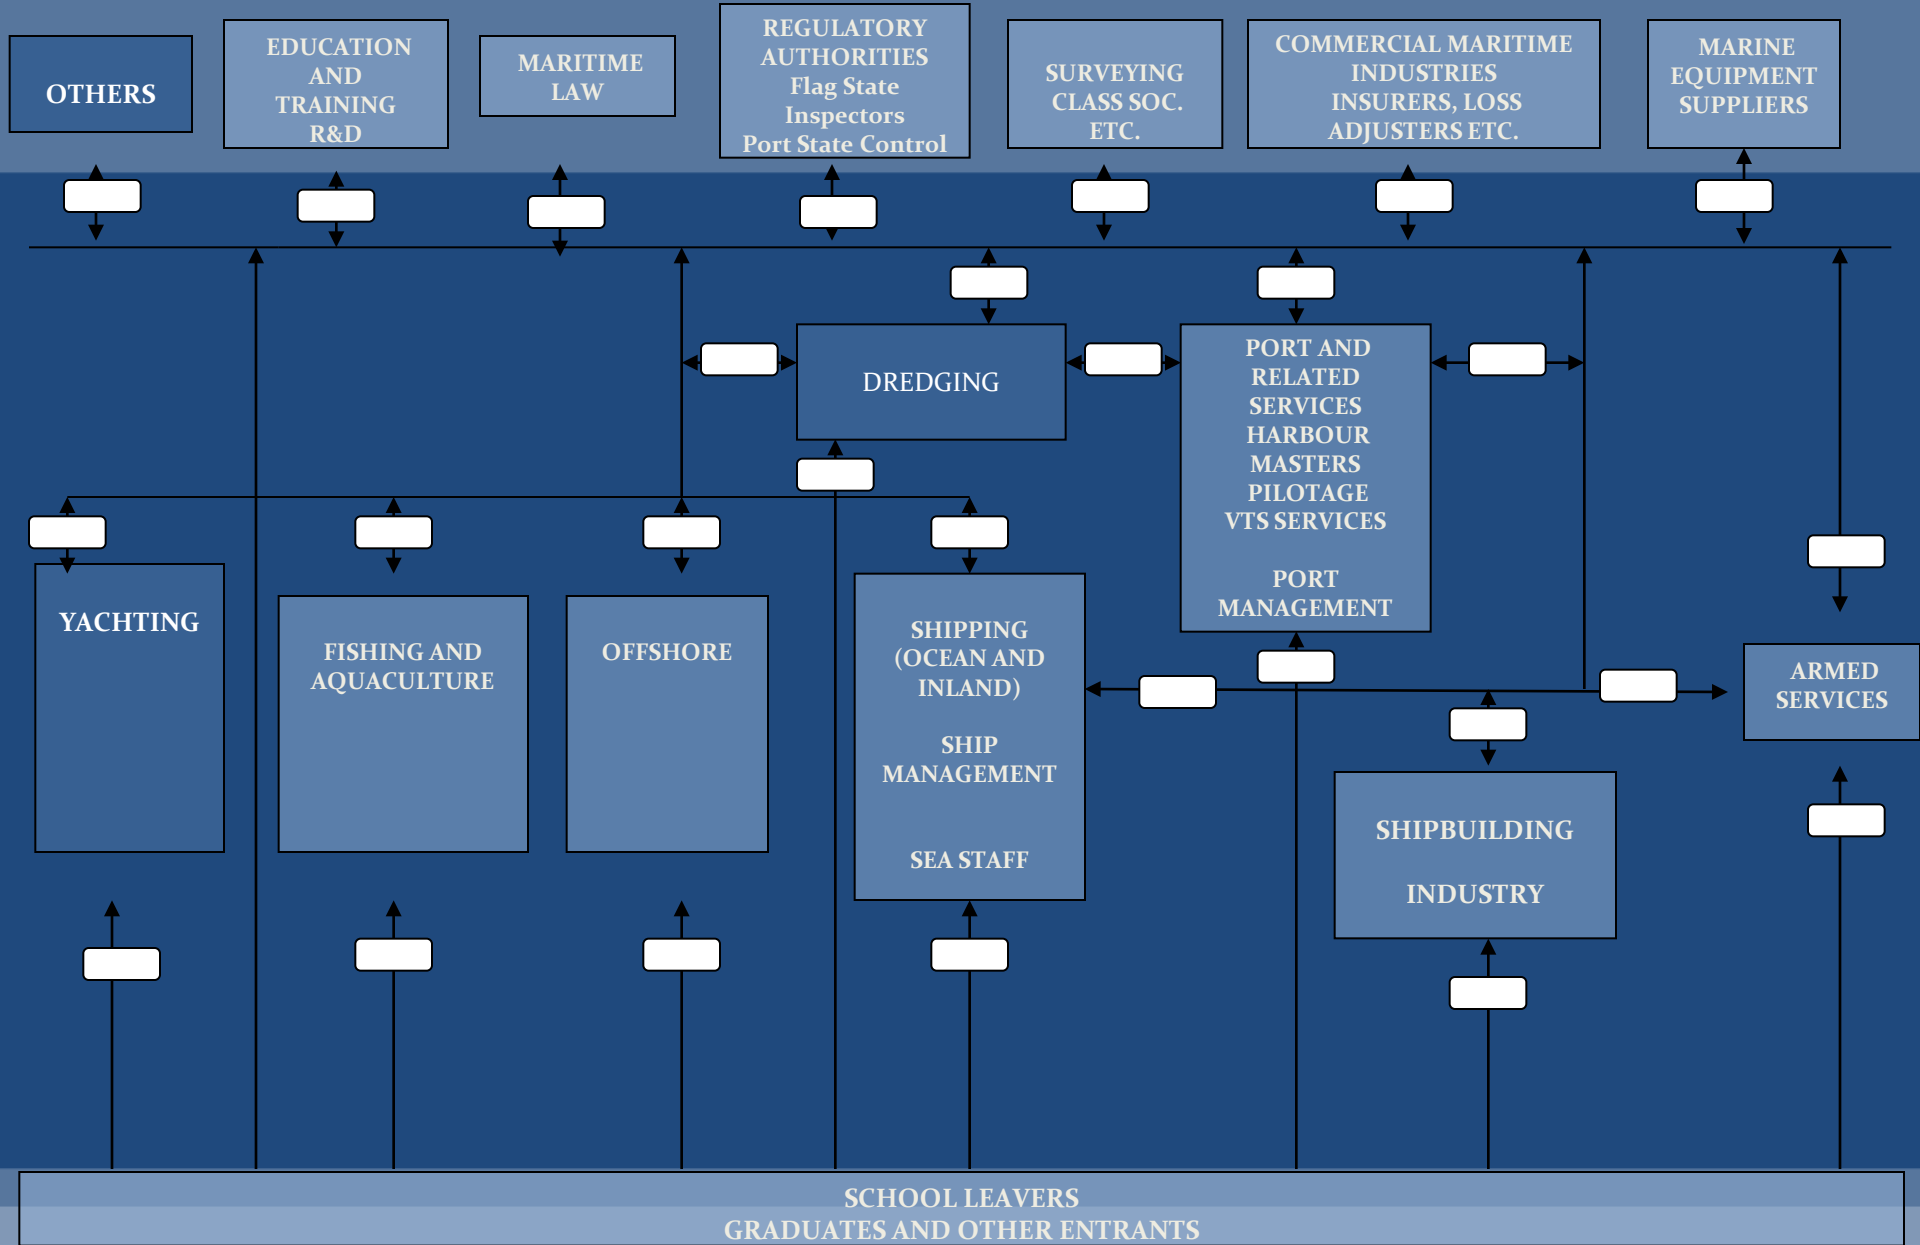 OTHERS
EDUCATION
AND
TRAINING
R&D
MARITIME
LAW
REGULATORY
AUTHORITIES
Flag State
Inspectors
Port State Control
SURVEYING
CLASS SOC.
ETC.
COMMERCIAL MARITIME
INDUSTRIES
INSURERS, LOSS
ADJUSTERS ETC.
MARINE
EQUIPMENT
SUPPLIERS
DREDGING
PORT AND
RELATED
SERVICES
HARBOUR
MASTERS
PILOTAGE
VTS SERVICES
PORT
MANAGEMENT
YACHTING
FISHING AND
AQUACULTURE
OFFSHORE
SHIPPING
(OCEAN AND
INLAND)
SHIP
MANAGEMENT
SEA STAFF
ARMED
SERVICES
SHIPBUILDING
INDUSTRY
SCHOOL LEAVERS
GRADUATES AND OTHER ENTRANTS